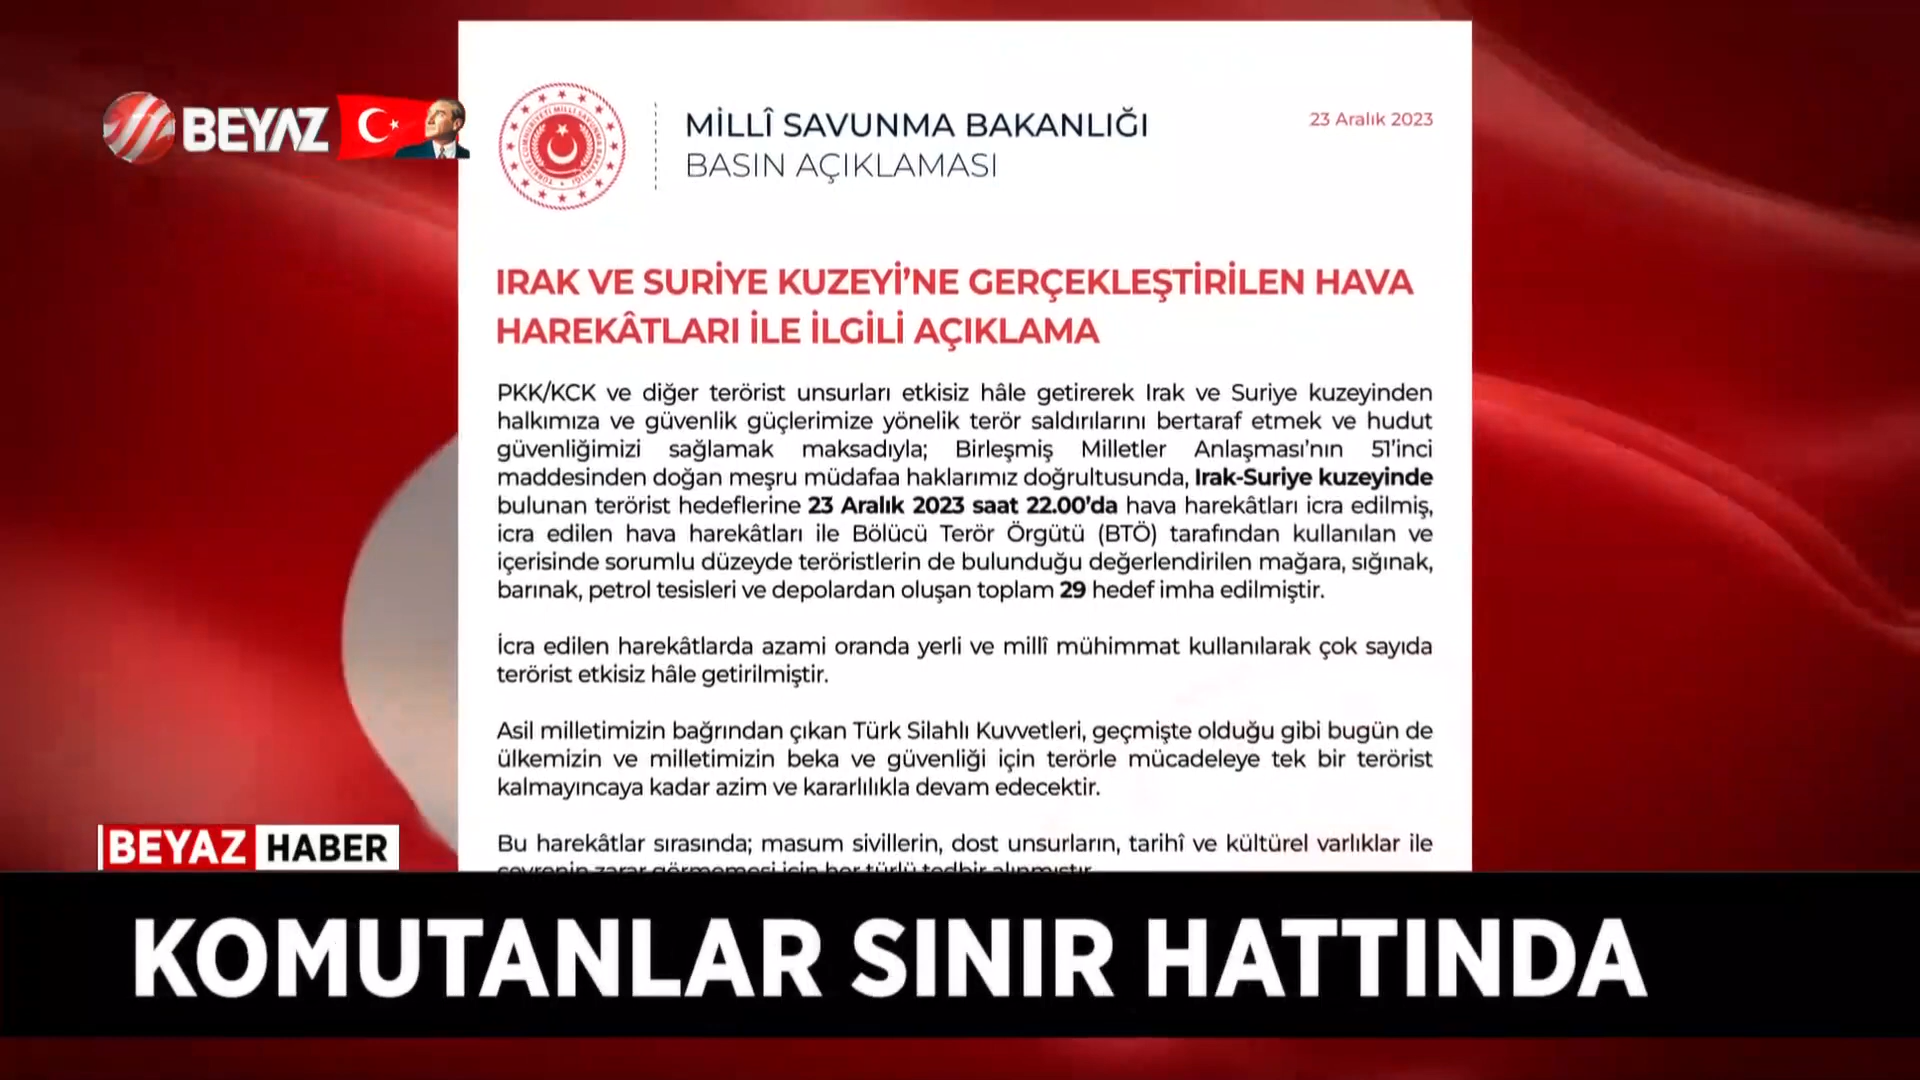 BEYAZ
MİLLÎ SAVUNMA BAKANLIĞI
BASIN AÇIKLAMASI
23 Aralık 2023
IRAK VE SURİYE KUZEYİ’NE GERÇEKLEŞTİRİLEN HAVA
HAREKÂTLARI İLE İLGİLİ AÇIKLAMA
PKK/KCK ve diğer terörist unsurları etkisiz hâle getirerek Irak ve Suriye kuzeyinden
halkımıza ve güvenlik güçlerimize yönelik terör saldırılarını bertaraf etmek ve hudut
güvenliğimizi sağlamak maksadıyla; Birleşmiş Milletler Anlaşması’nın 51’inci
maddesinden doğan meşru müdafaa haklarımız doğrultusunda, Irak-Suriye kuzeyinde
bulunan terörist hedeflerine 23 Aralık 2023 saat 22.00’da hava harekâtları icra edilmiş,
icra edilen hava harekâtları ile Bölücü Terör Örgütü (BTÖ) tarafından kullanılan ve
içerisinde sorumlu düzeyde teröristlerin de bulunduğu değerlendirilen mağara, sığınak,
barınak, petrol tesisleri ve depolardan oluşan toplam 29 hedef imha edilmiştir.
İcra edilen harekâtlarda azami oranda yerli ve millî mühimmat kullanılarak çok sayıda
terörist etkisiz hâle getirilmiştir.
Asil milletimizin bağrından çıkan Türk Silahlı Kuvvetleri, geçmişte olduğu gibi bugün de
ülkemizin ve milletimizin beka ve güvenliği için terörle mücadeleye tek bir terörist
kalmayıncaya kadar azim ve kararlılıkla devam edecektir.
Bu harekâtlar sırasında; masum sivillerin, dost unsurların, tarihî ve kültürel varlıklar ile
çevrenin zarar görmemesi için her türlü tedbir alınmıştır.
BEYAZ HABER
KOMUTANLAR SINIR HATTINDA